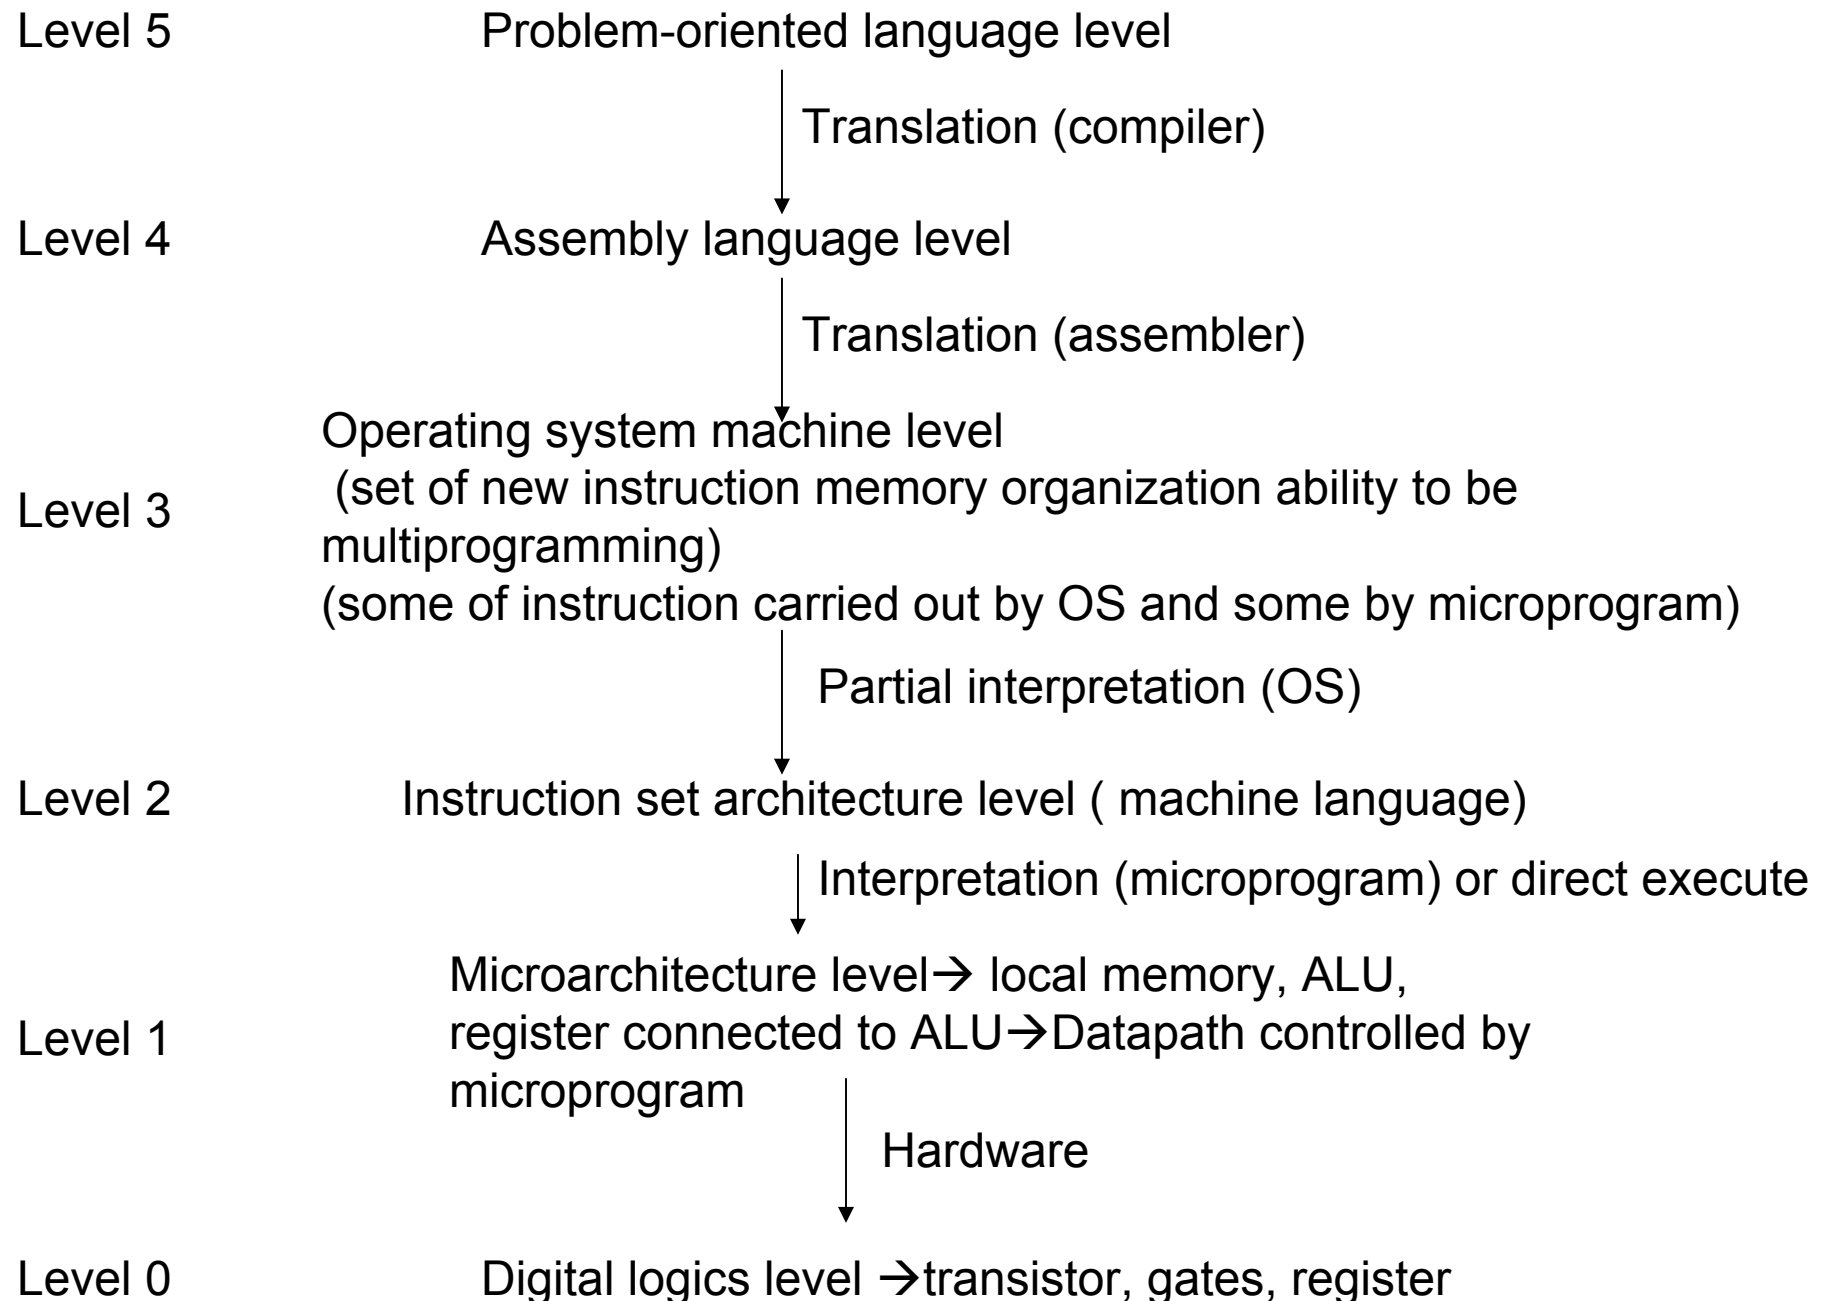 Level 5 Problem-oriented language level
Translation (compiler)
Level 4 Assembly language level
Translation (assembler)
Operating system machine level
(set of new instruction memory organization ability to be
Level 3
multiprogramming)
(some of instruction carried out by OS and some by microprogram)
Partial interpretation (OS)
Level 2 Instruction set architecture level ( machine language)
Interpretation (microprogram) or direct execute
Microarchitecture level→ local memory, ALU,
Level 1 register connected to ALU→Datapath controlled by
microprogram
Hardware
Level 0 Digital logics level →transistor, gates, register